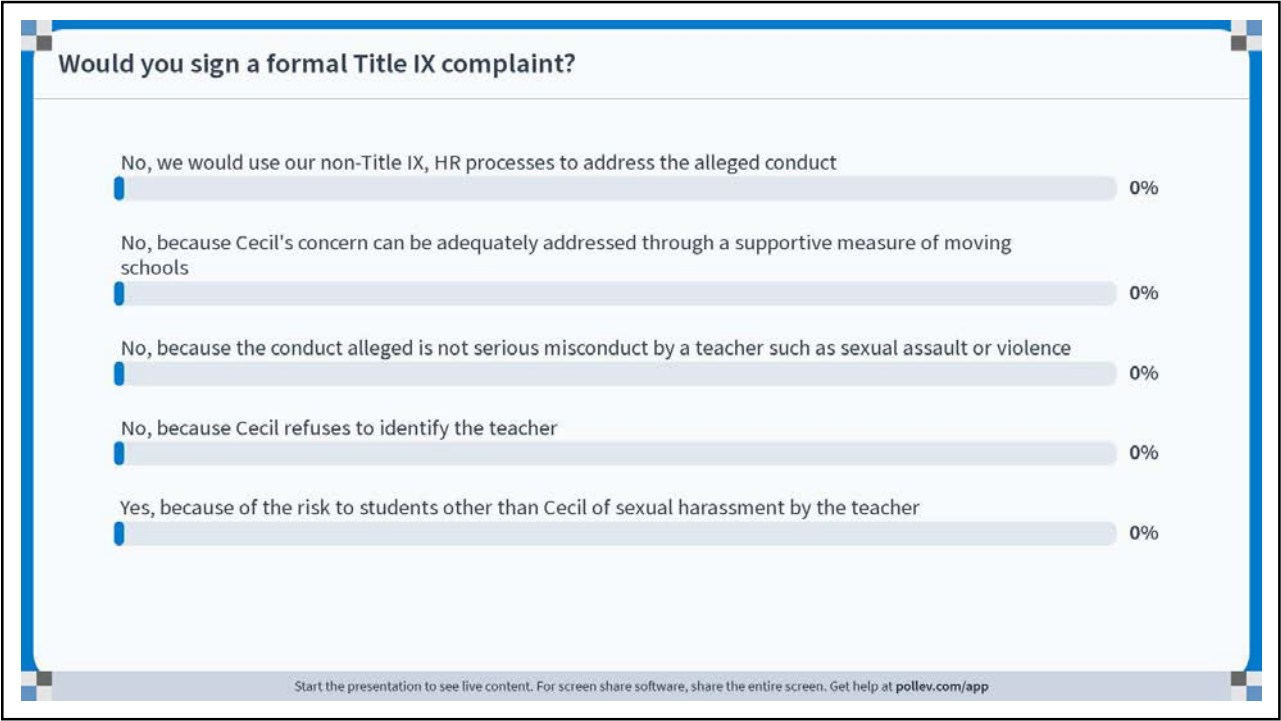 Would you sign a formal Title IX complaint?
No, we would use our non-Title IX, HR processes to address the alleged conduct
0%
No, because Cecil's concern can be adequately addressed through a supportive measure of moving
schools
0%
No, because the conduct alleged is not serious misconduct by a teacher such as sexual assault or violence
0%
No, because Cecil refuses to identify the teacher
0%
Yes, because of the risk to students other than Cecil of sexual harassment by the teacher
0%
Start the presentation to see live content. For screen share software, share the entire screen. Get help at pollev.com/app